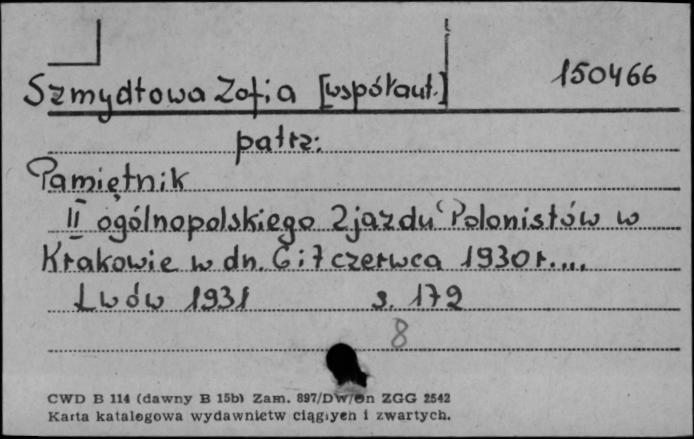 Szmydtowa Zofia [współaut.] 150466
patrz:
Pamiętnik
II ogólnopolskiego Zjazdu Polonistów w
Krakowie w dn. 6 i 7 czerwca 1930 r....
Lwów 1931 s. 172
8
CWD B 114 (dawny B 15b) Zam. 897/DW/On ZGG 2542
Karta katalogowa wydawnictw ciągłych i zwartych.